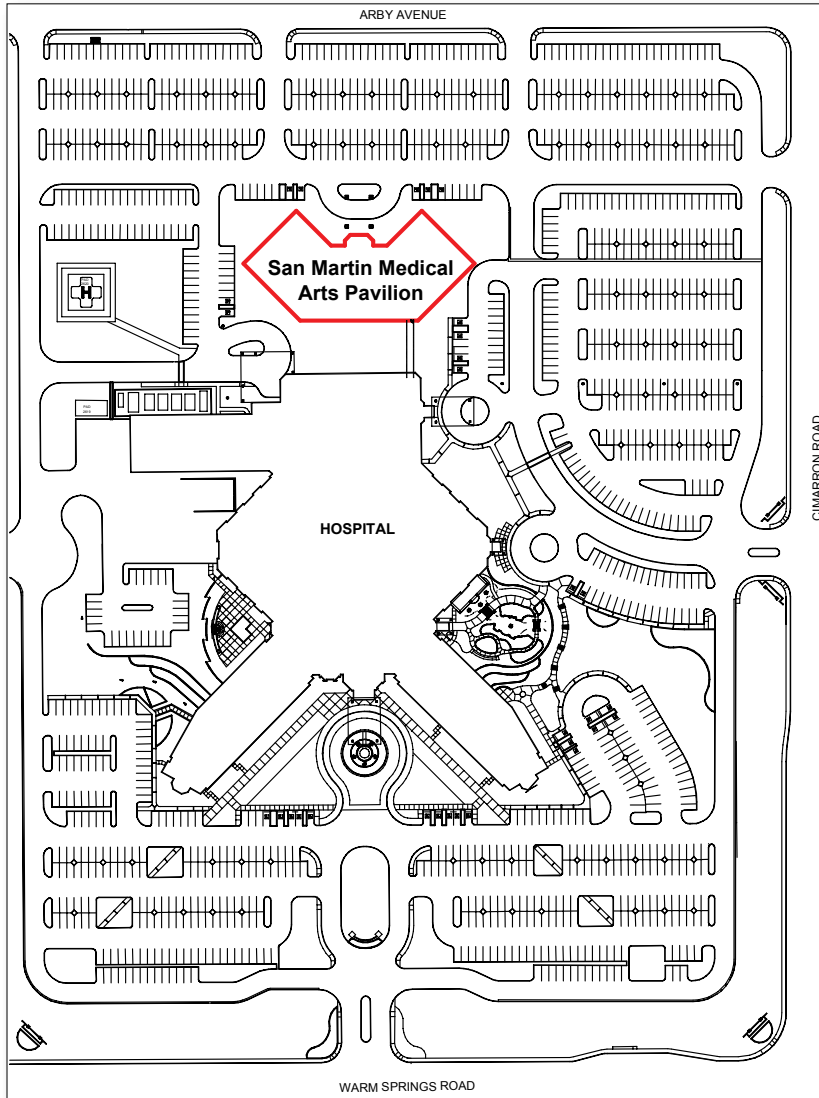 ARBY AVENUE
San Martin Medical
Arts Pavilion
H
HOSPITAL
CIMARRON ROAD
WARM SPRINGS ROAD